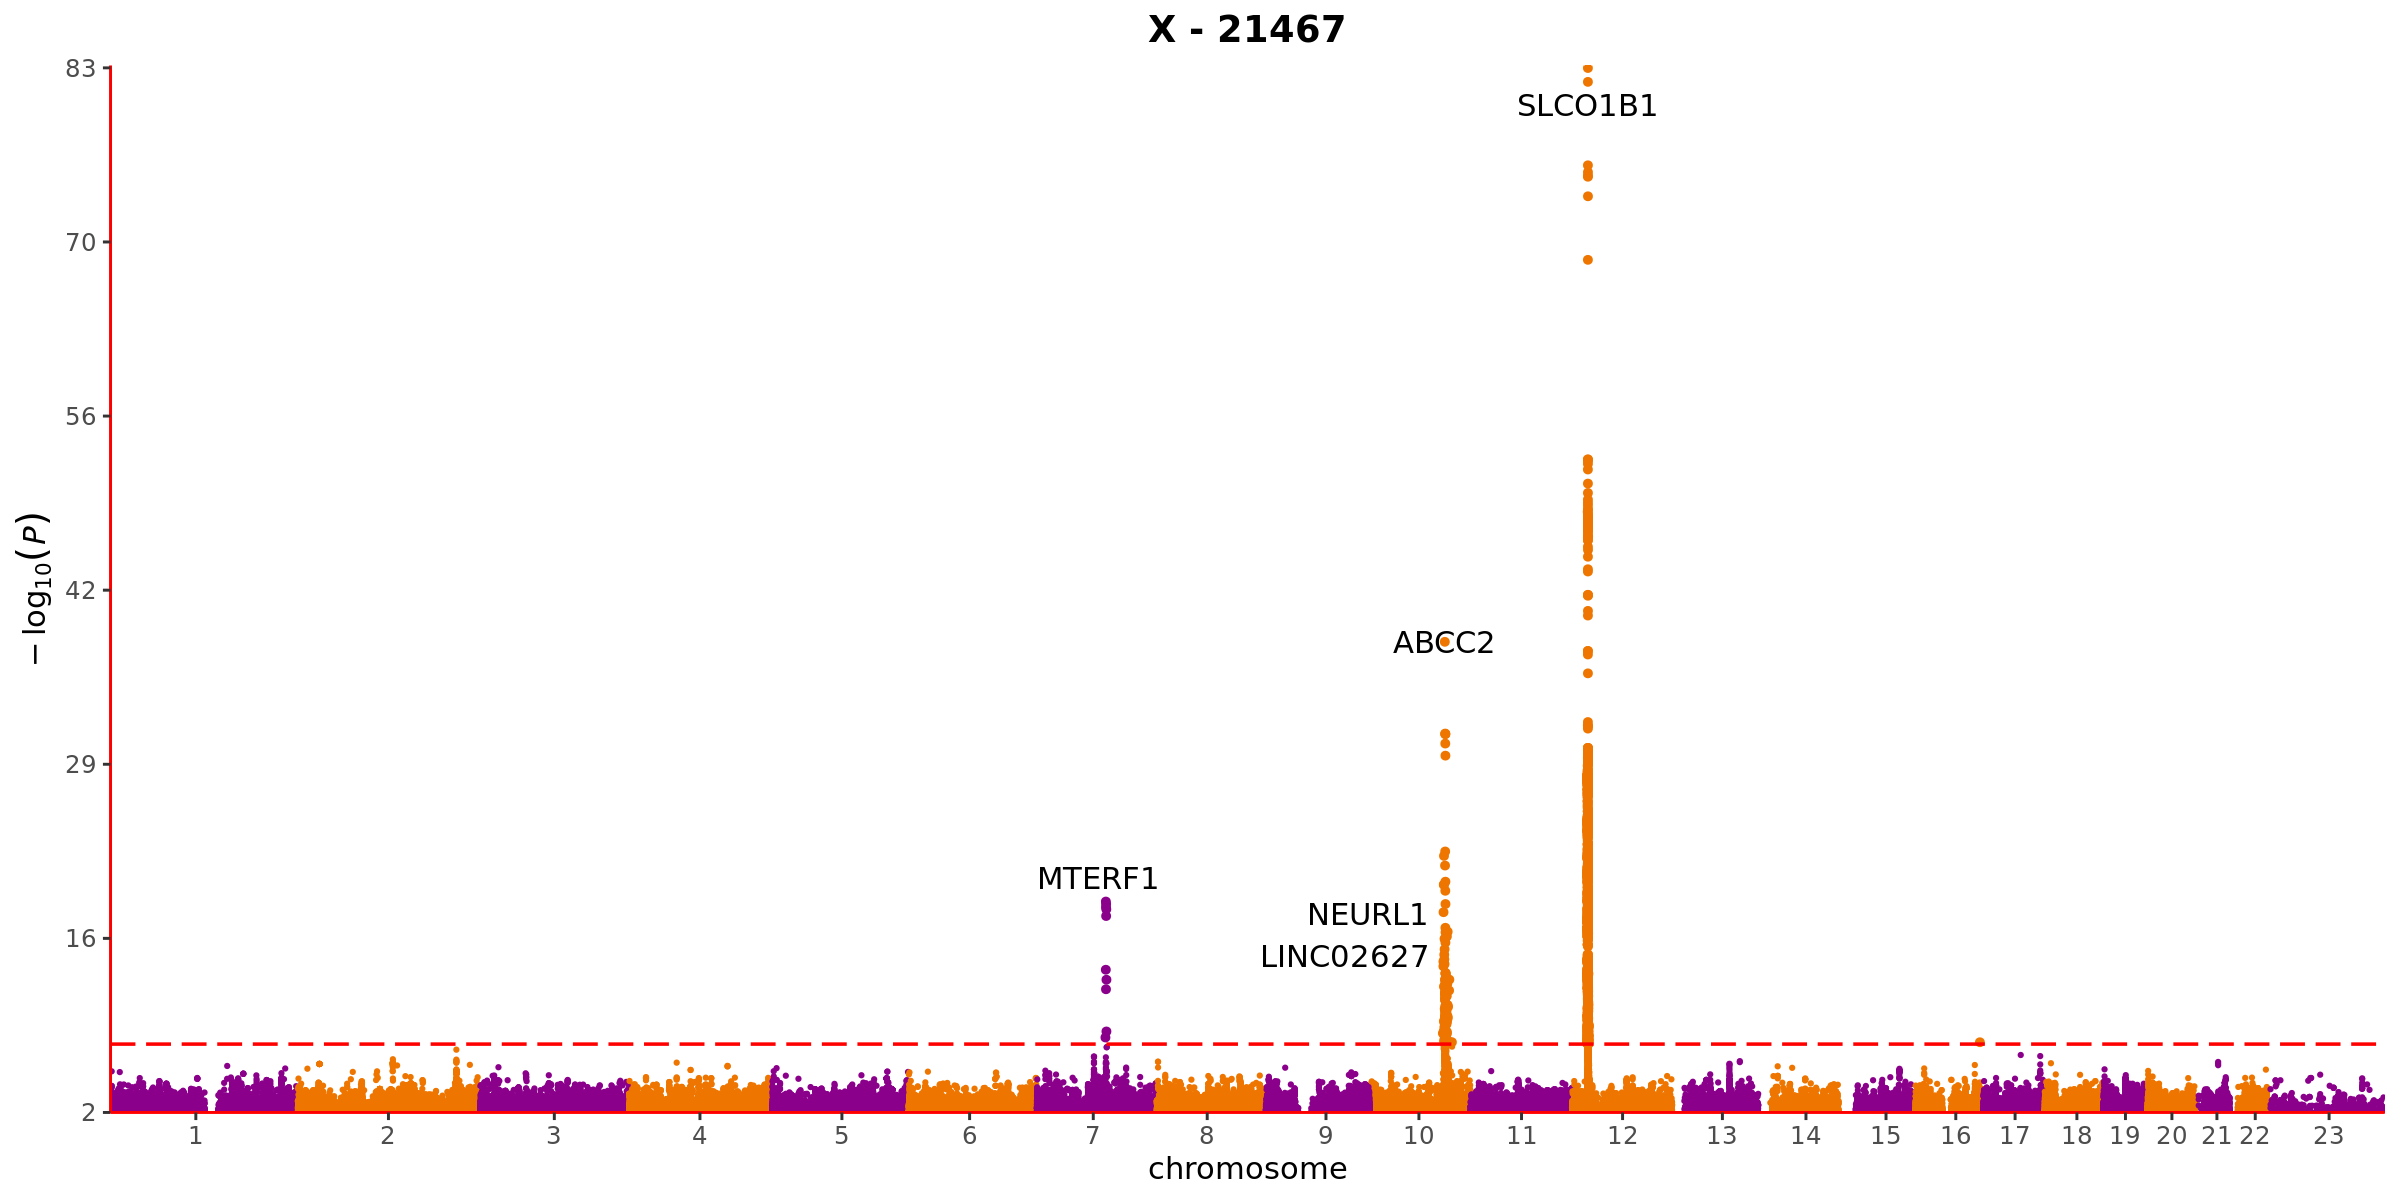 X - 21467
83
SLCO1B1
70
56
− log10(P)
42
ABCC2
29
MTERF1
NEURL1
16
LINC02627
2
1 2 3 4 5 6 7 8 9 10 11 12 13 14 15 16 17 18 19 20 21 22 23
chromosome